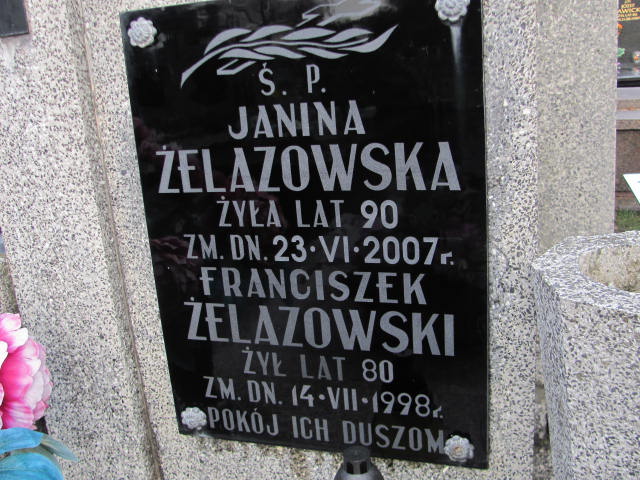 Ś. P.
JANINA
ŻELAZOWSKA
ŻYŁA LAT 90
ZM. DN. 23·VI·2007r.
FRANCISZEK
ŻELAZOWSKI
ŻYŁ LAT 80
ZM. DN. 14·VII·1998r.
POKÓJ ICH DUSZOM